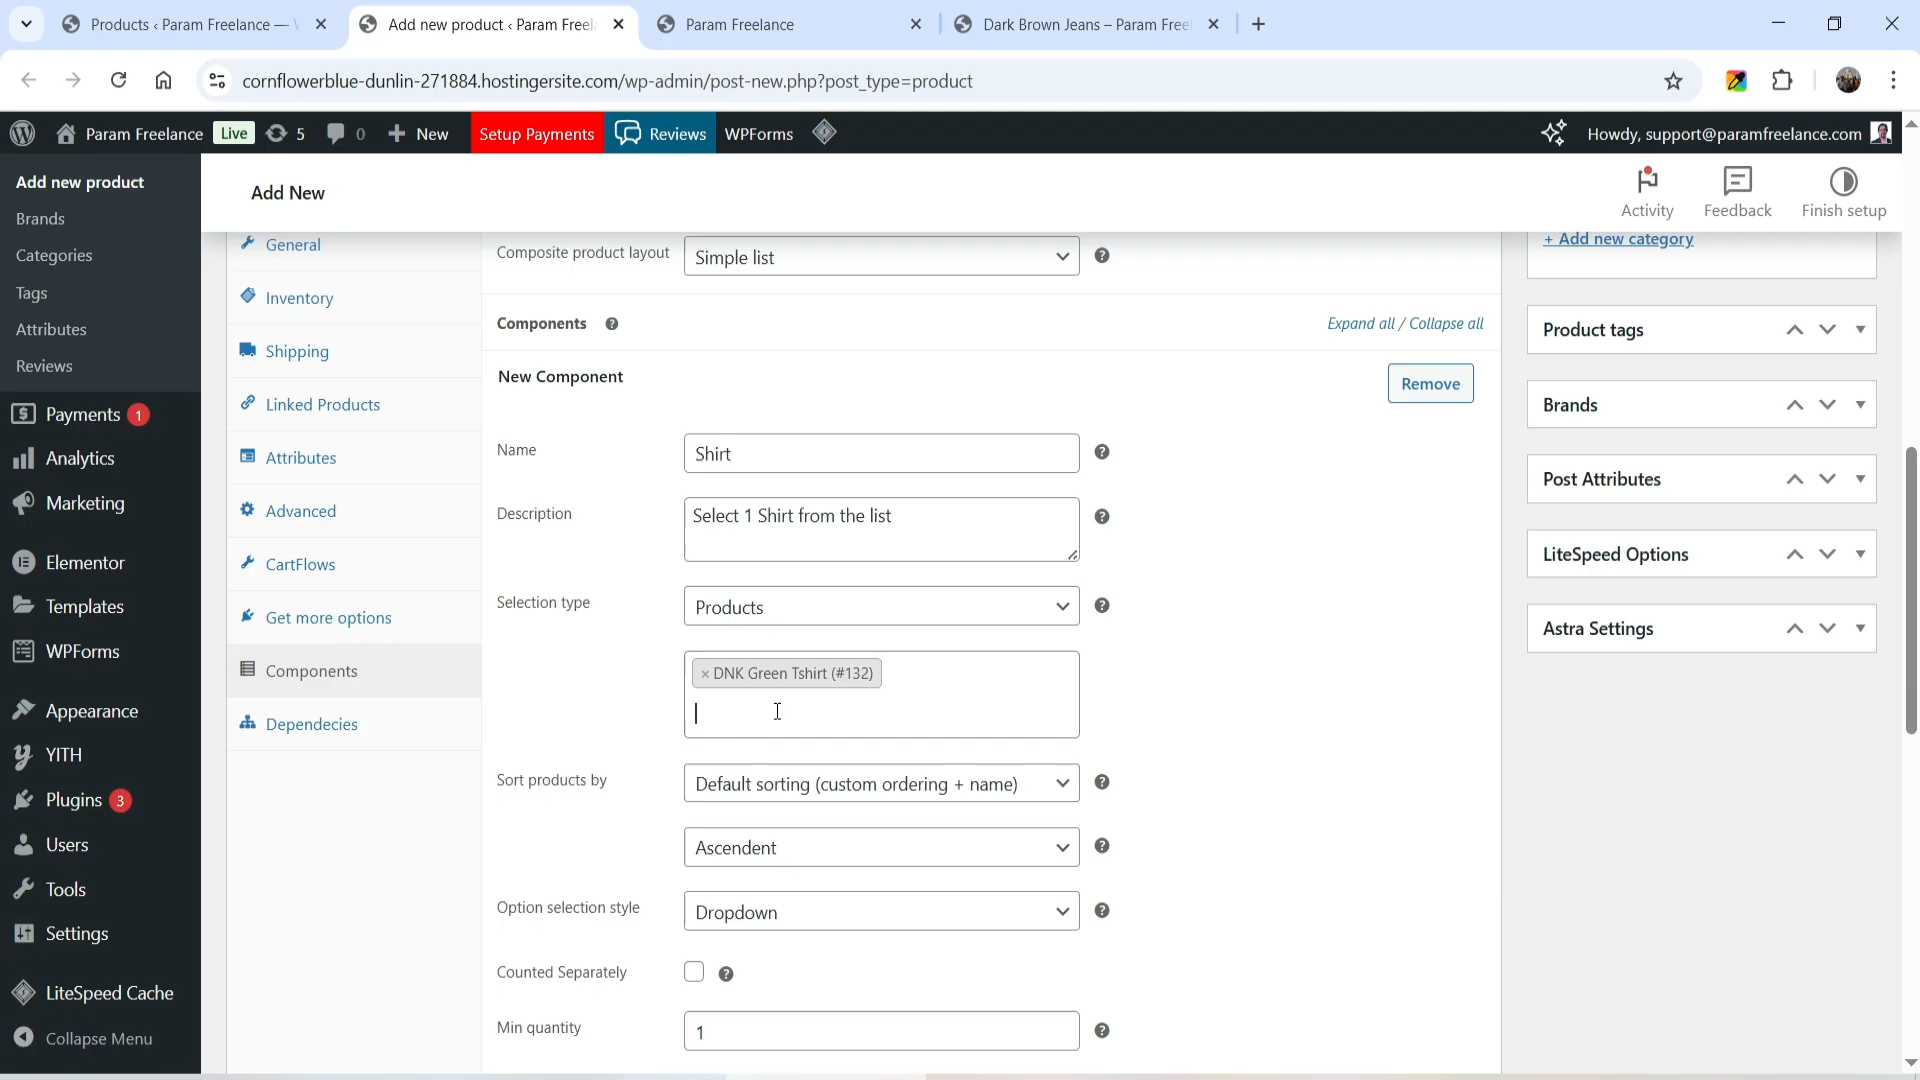 Products ‹ Param Freelance — 
Add new product ‹ Param Freel
Param Freelance
Dark Brown Jeans – Param Free
cornflowerblue-dunlin-271884.hostingersite.com/wp-admin/post-new.php?post_type=product
Param Freelance Live 5 0 + New Setup Payments Reviews WPForms
Howdy, support@paramfreelance.com
Add new product
Brands
Categories
Tags
Attributes
Reviews
Payments 1
Analytics
Marketing
Elementor
Templates
WPForms
Appearance
YITH
Plugins 3
Users
Tools
Settings
LiteSpeed Cache
Collapse Menu
Add New
Activity
Feedback
Finish setup
General
Inventory
Shipping
Linked Products
Attributes
Advanced
CartFlows
Get more options
Components
Dependecies
Composite product layout Simple list
Components
Expand all / Collapse all
New Component
Remove
Name Shirt
Description Select 1 Shirt from the list
Selection type Products
× DNK Green Tshirt (#132)
Sort products by Default sorting (custom ordering + name)
Ascendent
Option selection style Dropdown
Counted Separately
Min quantity 1
+ Add new category
Product tags
Brands
Post Attributes
LiteSpeed Options
Astra Settings